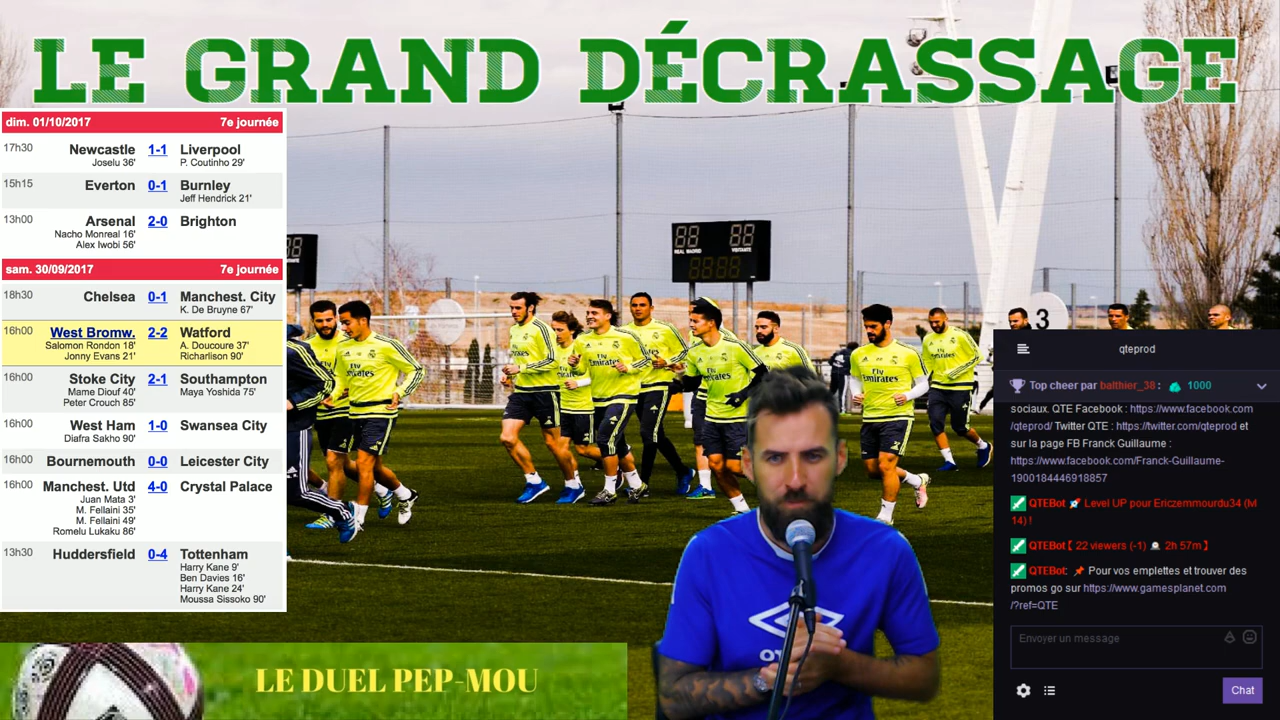 LE GRAND DÉCRASSAGE
dim. 01/10/2017 7e journée
17h30 Newcastle 1-1 Liverpool
Joselu 36' P. Coutinho 29'
15h15 Everton 0-1 Burnley
Jeff Hendrick 21'
13h00 Arsenal 2-0 Brighton
Nacho Monreal 16'
Alex Iwobi 56'
sam. 30/09/2017 7e journée
18h30 Chelsea 0-1 Manchest. City
K. De Bruyne 67'
16h00 West Bromw. 2-2 Watford
Salomon Rondon 18' A. Doucoure 37'
Jonny Evans 21' Richarlison 90'
16h00 Stoke City 2-1 Southampton
Mame Diouf 40' Maya Yoshida 75'
Peter Crouch 85'
16h00 West Ham 1-0 Swansea City
Diafra Sakho 90'
16h00 Bournemouth 0-0 Leicester City
16h00 Manchest. Utd 4-0 Crystal Palace
Juan Mata 3'
M. Fellaini 35'
M. Fellaini 49'
Romelu Lukaku 86'
13h30 Huddersfield 0-4 Tottenham
Harry Kane 9'
Ben Davies 16'
Harry Kane 24'
Moussa Sissoko 90'
REAL MADRID VISITANTE
3
Fly Emirates
LE DUEL PEP-MOU
qteprod
Top cheer par balthier_38 : 1000
sociaux. QTE Facebook : https://www.facebook.com
/qteprod/ Twitter QTE : https://twitter.com/qteprod et
sur la page FB Franck Guillaume :
https://www.facebook.com/Franck-Guillaume-
1900184446918857
QTEBot 🚀 Level UP pour Ericzemmourdu34 (lvl
14) !
QTEBot【 22 viewers (-1) 2h 57m】
QTEBot: 📌 Pour vos emplettes et trouver des
promos go sur https://www.gamesplanet.com
/?ref=QTE
Envoyer un message
Chat